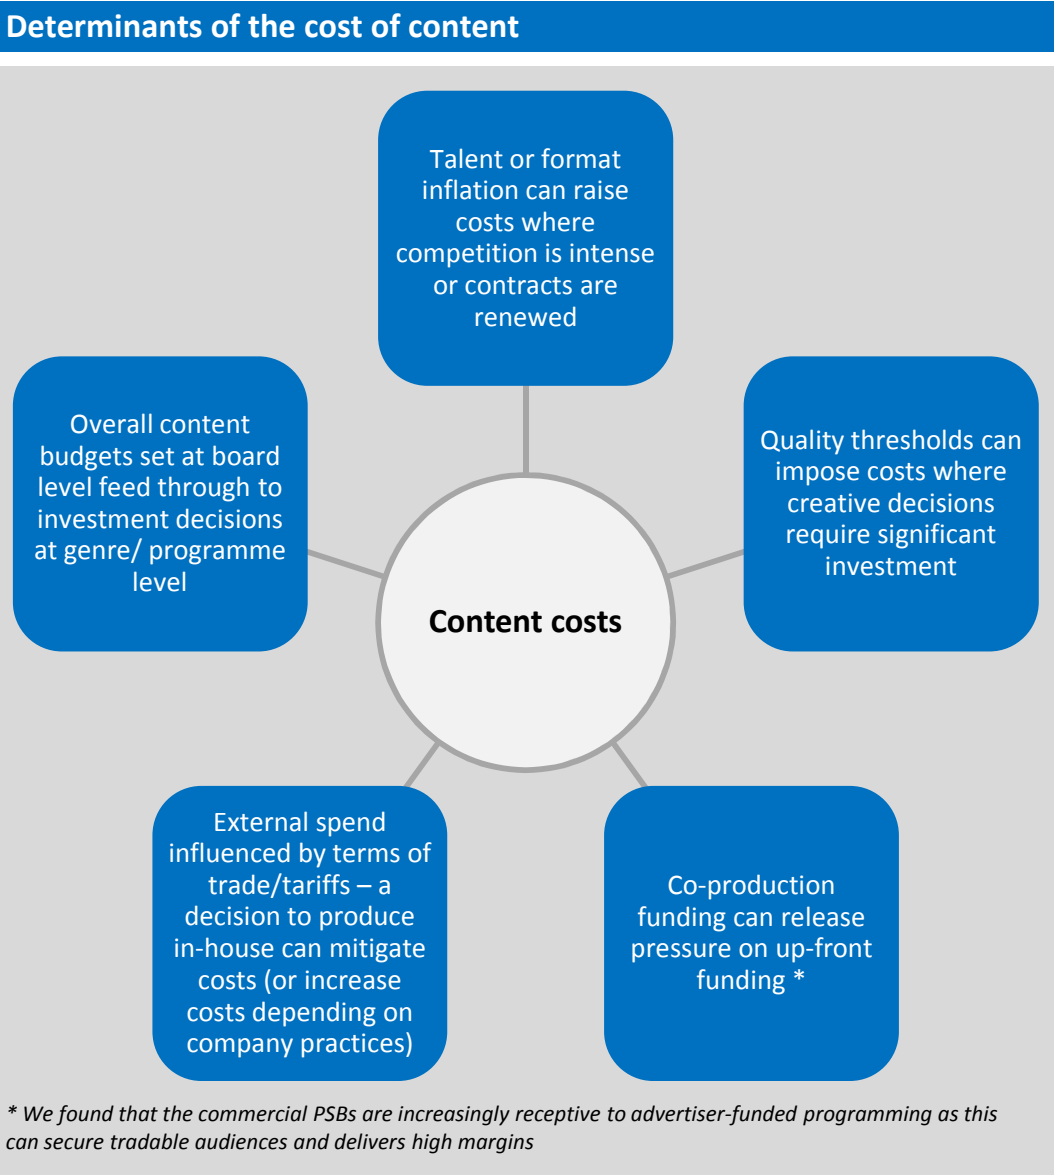 Determinants of the cost of content
Talent or format
inflation can raise
costs where
competition is intense
or contracts are
renewed
Overall content
budgets set at board
level feed through to
investment decisions
at genre/ programme
level
Quality thresholds can
impose costs where
creative decisions
require significant
investment
Content costs
External spend
influenced by terms of
trade/tariffs – a
decision to produce
in-house can mitigate
costs (or increase
costs depending on
company practices)
Co-production
funding can release
pressure on up-front
funding *
* We found that the commercial PSBs are increasingly receptive to advertiser-funded programming as this
can secure tradable audiences and delivers high margins